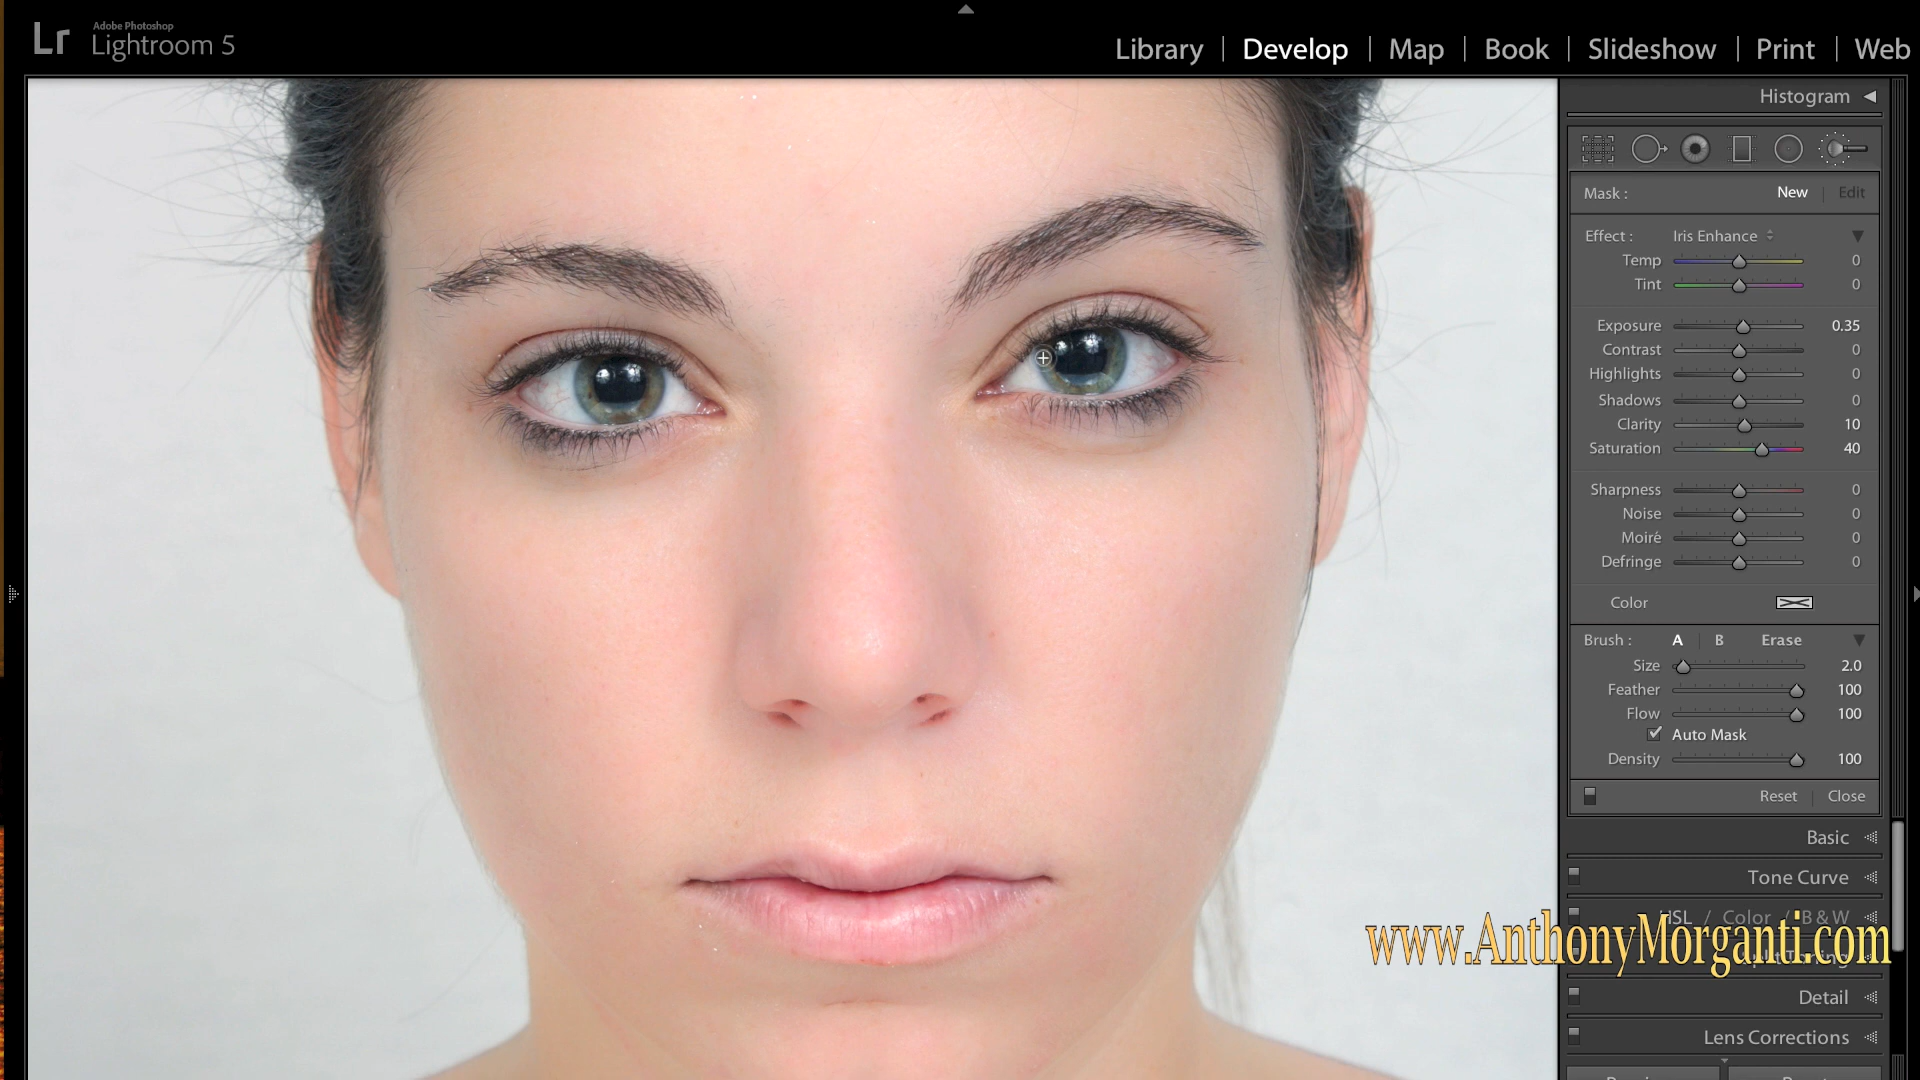 Lr Adobe Photoshop
Lightroom 5
Library | Develop | Map | Book | Slideshow | Print | Web
Histogram
Mask : New | Edit
Effect : Iris Enhance
Temp 0
Tint 0
Exposure 0.35
Contrast 0
Highlights 0
Shadows 0
Clarity 10
Saturation 40
Sharpness 0
Noise 0
Moiré 0
Defringe 0
Color
Brush : A | B Erase
Size 2.0
Feather 100
Flow 100
Auto Mask
Density 100
Reset | Close
Basic
Tone Curve
HSL / Color / B & W
www.AnthonyMorganti.com
Detail
Lens Corrections